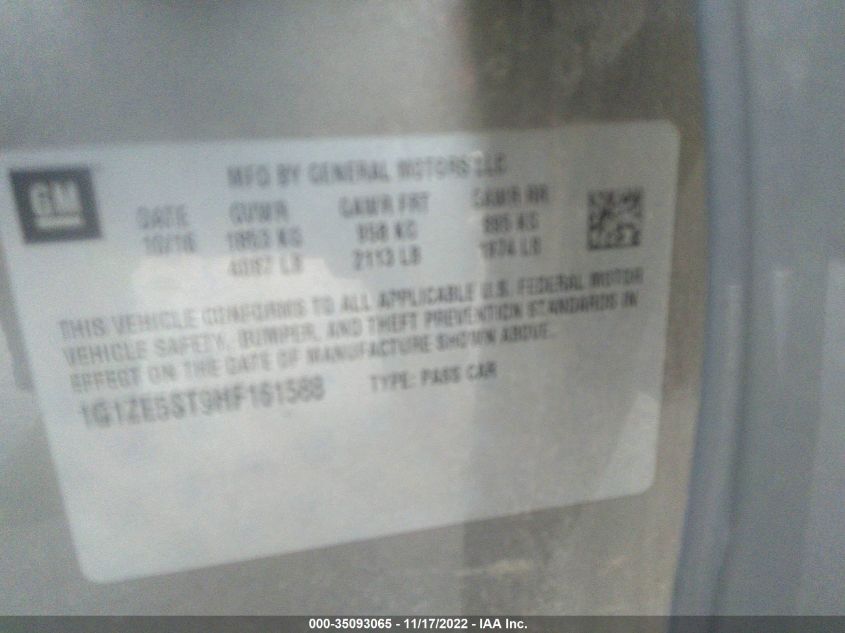 GM
MFD BY GENERAL MOTORS LLC
DATE GVWR GAWR FRT GAWR RR
10/16 1853 KG 958 KG 895 KG
LB 2113 LB 1974 LB
THIS VEHICLE CONFORMS TO ALL APPLICABLE U.S. FEDERAL MOTOR
VEHICLE SAFETY, BUMPER, AND THEFT PREVENTION STANDARDS IN
EFFECT ON THE DATE OF MANUFACTURE SHOWN ABOVE.
1G1ZE5ST9HF161588 TYPE: PASS CAR
000-35093065 - 11/17/2022 - IAA Inc.